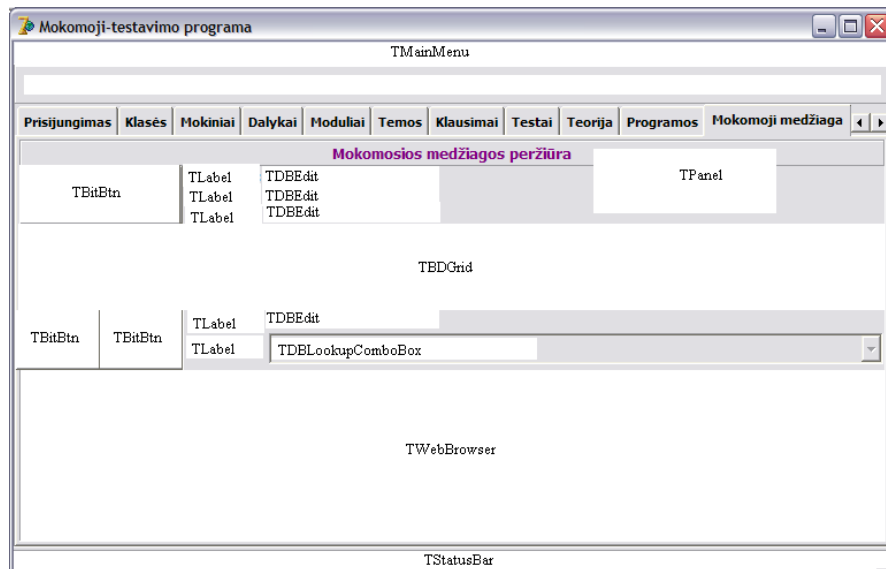 Mokomoji-testavimo programa
TMainMenu
Prisijungimas Klasės Mokiniai Dalykai Moduliai Temos Klausimai Testai Teorija Programos Mokomoji medžiaga
Mokomosios medžiagos peržiūra
TBitBtn
TLabel TDBEdit
TLabel TDBEdit
TLabel TDBEdit
TPanel
TBDGrid
TBitBtn TBitBtn
TLabel TDBEdit
TLabel TDBLookupComboBox
TWebBrowser
TStatusBar